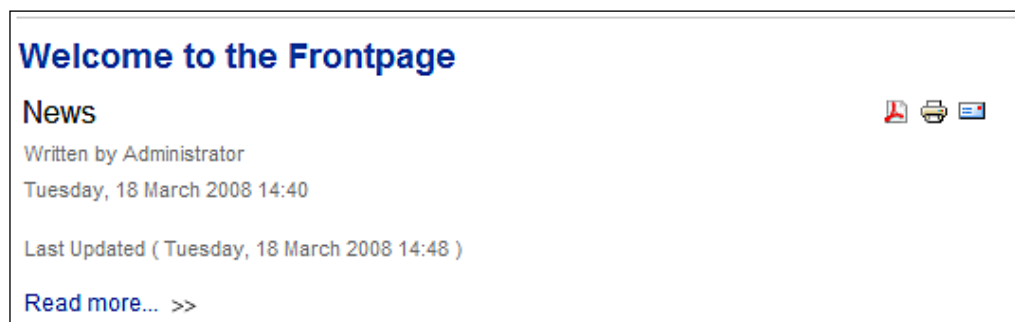 Welcome to the Frontpage
News
Written by Administrator
Tuesday, 18 March 2008 14:40
Last Updated ( Tuesday, 18 March 2008 14:48 )
Read more... >>